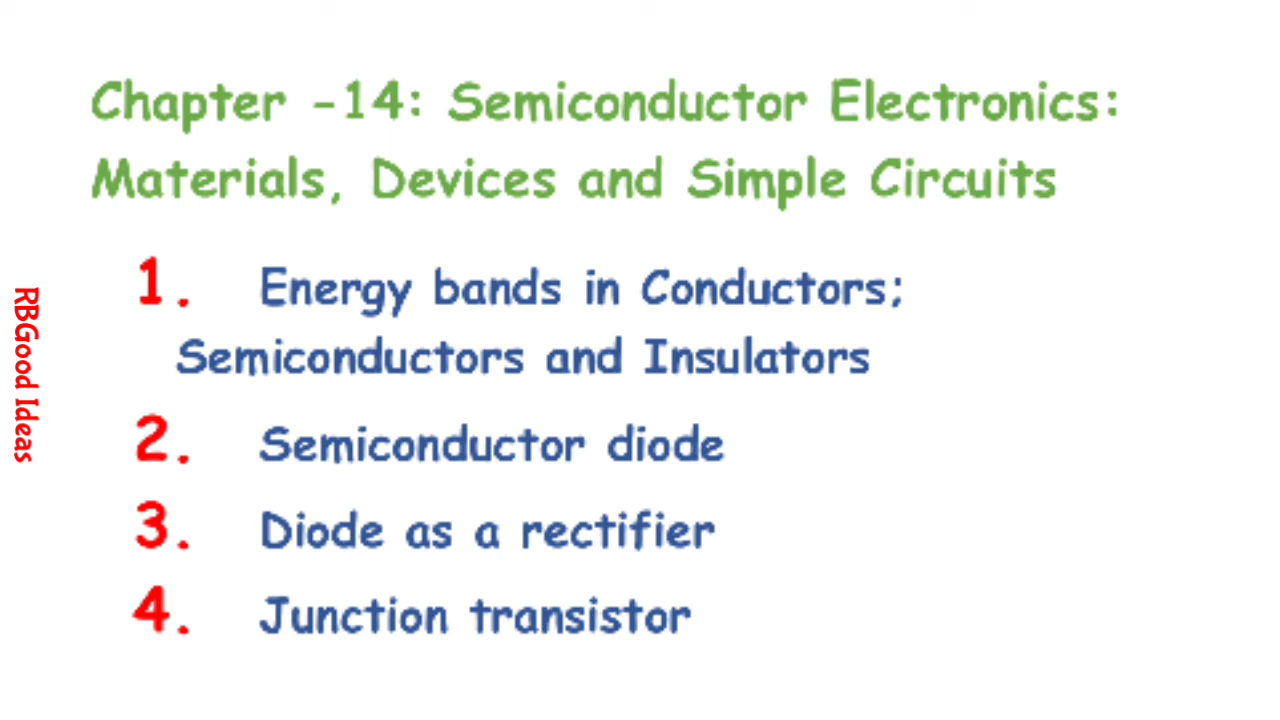 Chapter -14: Semiconductor Electronics:
Materials, Devices and Simple Circuits
1. Energy bands in Conductors;
Semiconductors and Insulators
2. Semiconductor diode
3. Diode as a rectifier
4. Junction transistor
RBGood Ideas